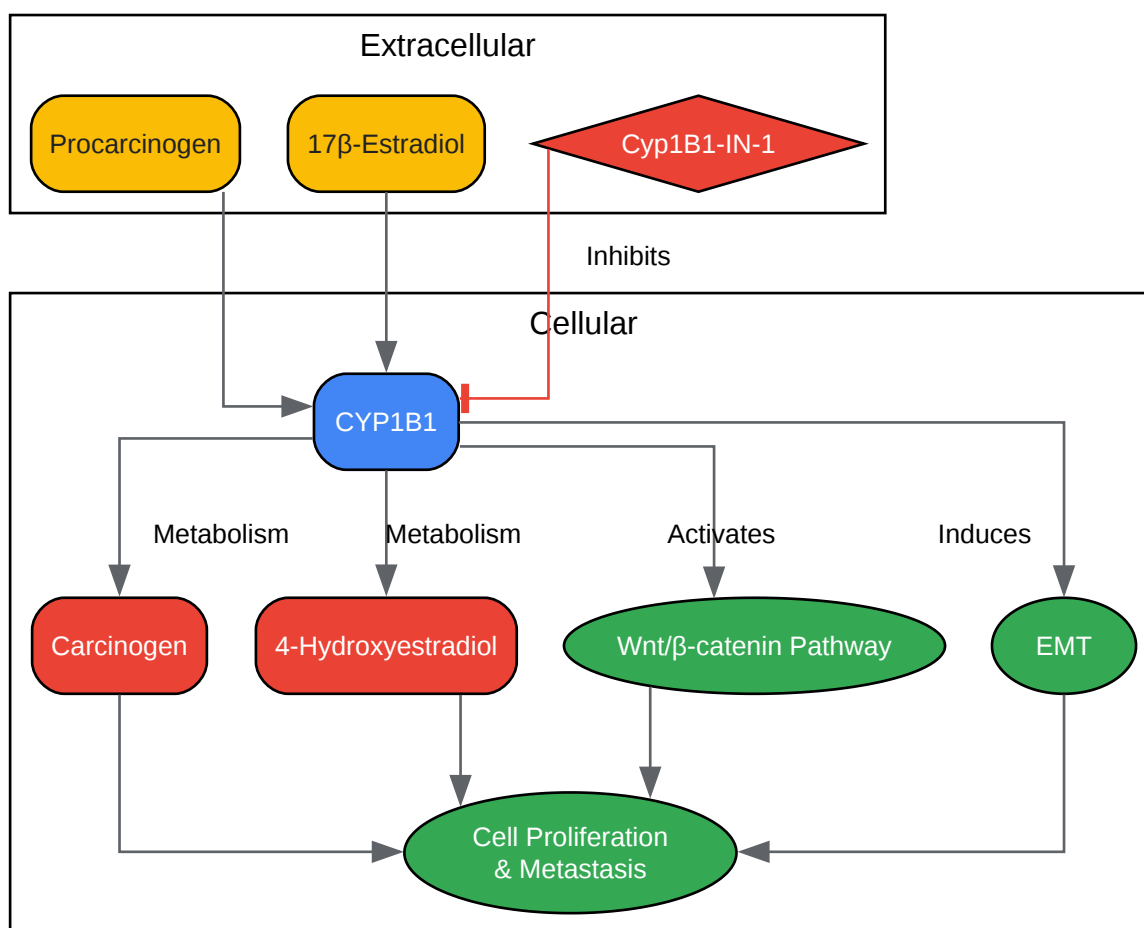 Extracellular
Procarcinogen
17β-Estradiol
Cyp1B1-IN-1
Inhibits
Cellular
CYP1B1
Metabolism
Metabolism
Activates
Induces
Carcinogen
4-Hydroxyestradiol
Wnt/β-catenin Pathway
EMT
Cell Proliferation
& Metastasis